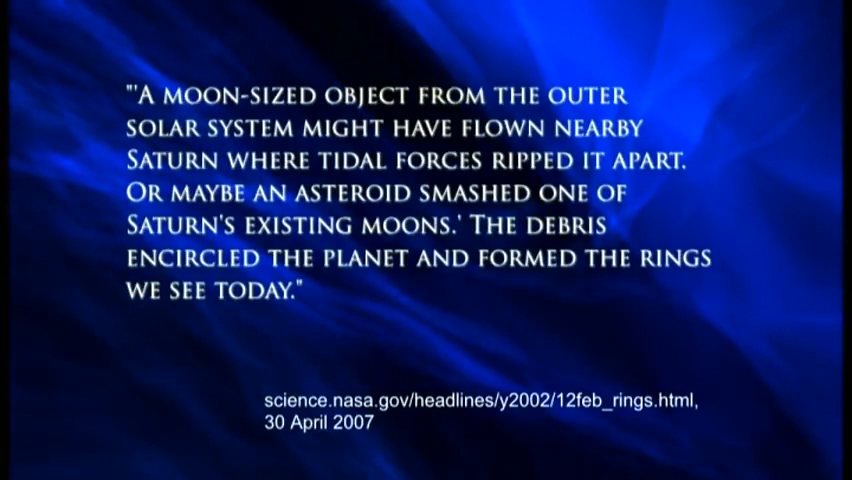 "'A MOON-SIZED OBJECT FROM THE OUTER
SOLAR SYSTEM MIGHT HAVE FLOWN NEARBY
SATURN WHERE TIDAL FORCES RIPPED IT APART.
OR MAYBE AN ASTEROID SMASHED ONE OF
SATURN'S EXISTING MOONS.' THE DEBRIS
ENCIRCLED THE PLANET AND FORMED THE RINGS
WE SEE TODAY."
science.nasa.gov/headlines/y2002/12feb_rings.html,
30 April 2007